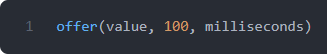 1 offer(value, 100, milliseconds)